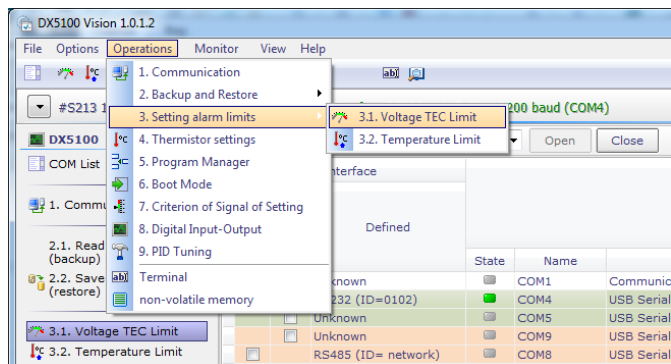 DX5100 Vision 1.0.1.2
File Options Operations Monitor View Help
#S213 1
200 baud (COM4)
Open Close
DX5100
COM List
1. Commu
2.1. Read
(backup)
2.2. Save
(restore)
3.1. Voltage TEC Limit
3.2. Temperature Limit
1. Communication
2. Backup and Restore
3. Setting alarm limits
4. Thermistor settings
5. Program Manager
6. Boot Mode
7. Criterion of Signal of Setting
8. Digital Input-Output
9. PID Tuning
Terminal
non-volatile memory
3.1. Voltage TEC Limit
3.2. Temperature Limit
nterface
Defined
State Name
known COM1 Communic
232 (ID=0102) COM4 USB Serial
Unknown COM5 USB Serial
Unknown COM9 USB Serial
RS485 (ID= network) COM8 USB Serial